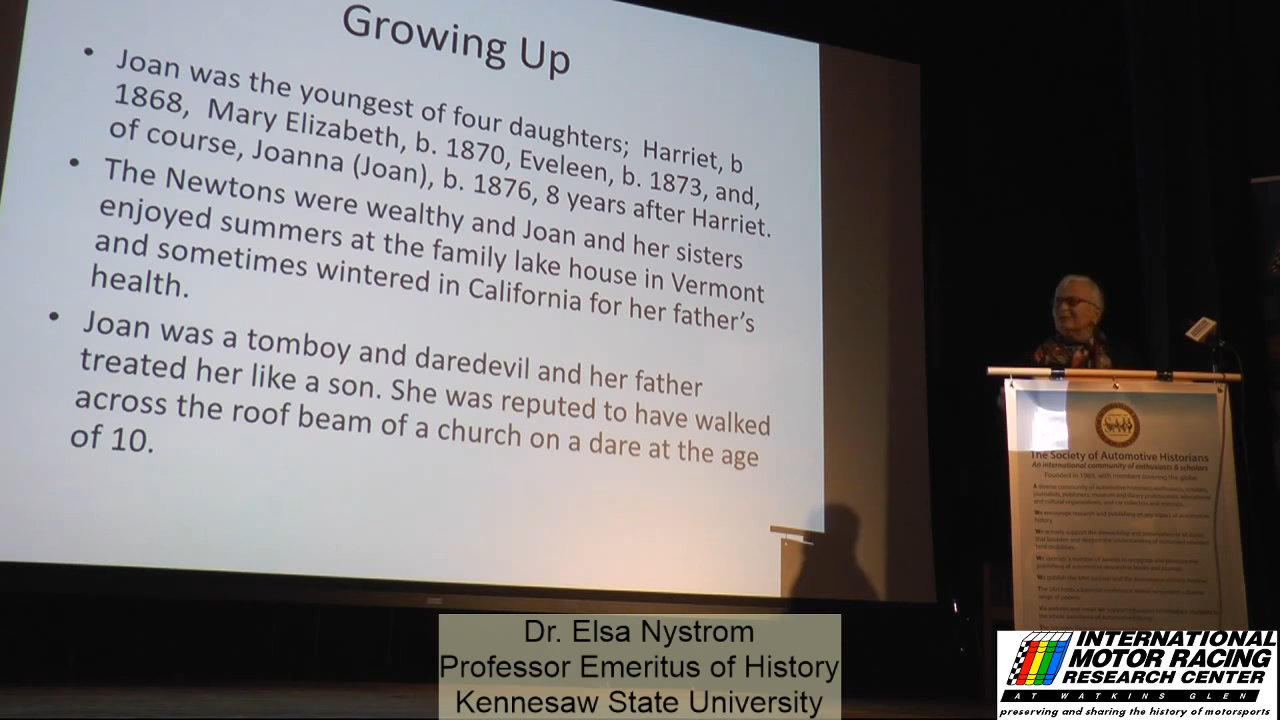 Growing Up
• Joan was the youngest of four daughters; Harriet, b
1868, Mary Elizabeth, b. 1870, Eveleen, b. 1873, and,
of course, Joanna (Joan), b. 1876, 8 years after Harriet.
• The Newtons were wealthy and Joan and her sisters
enjoyed summers at the family lake house in Vermont
and sometimes wintered in California for her father's
health.
• Joan was a tomboy and daredevil and her father
treated her like a son. She was reputed to have walked
across the roof beam of a church on a dare at the age
of 10.
The Society of Automotive Historians
An international community of enthusiasts & scholars
Dr. Elsa Nystrom
Professor Emeritus of History
Kennesaw State University
INTERNATIONAL
MOTOR RACING
RESEARCH CENTER
AT WATKINS GLEN
preserving and sharing the history of motorsports